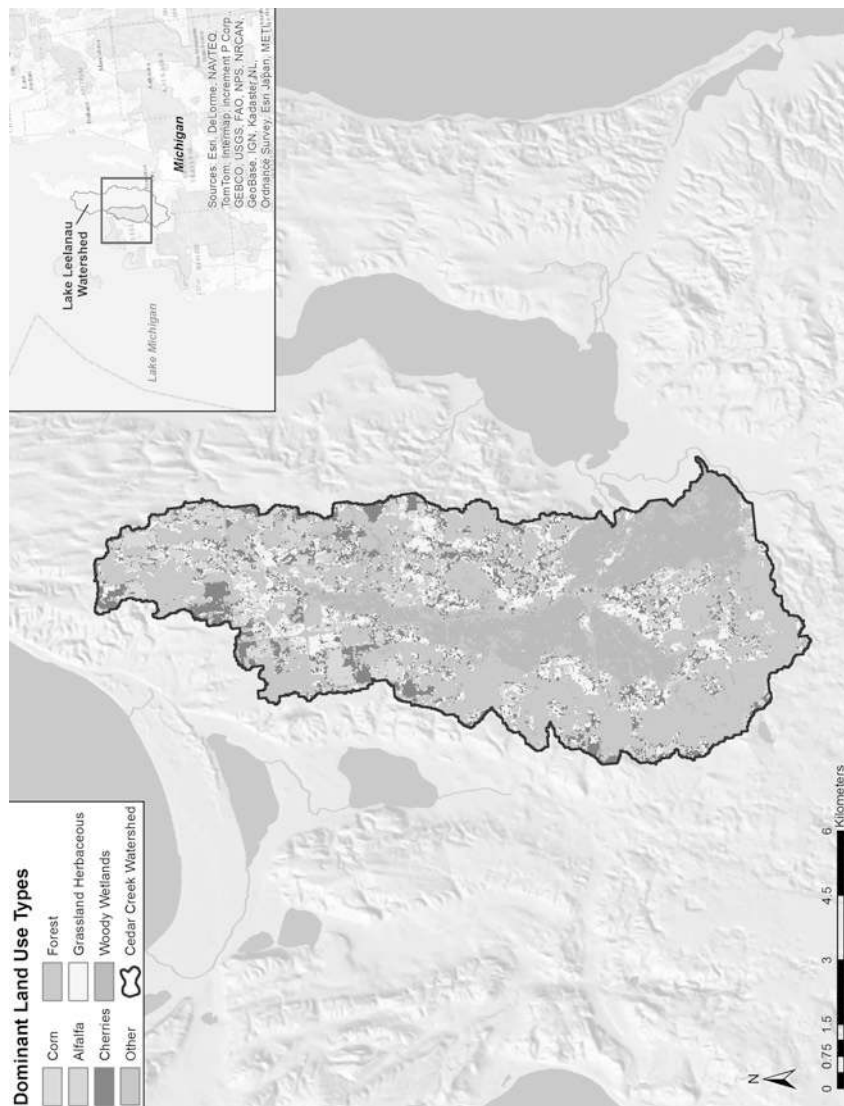 Dominant Land Use Types
Corn
Alfalfa
Cherries
Other
Forest
Grassland Herbaceous
Woody Wetlands
Cedar Creek Watershed
Lake Leelanau
Watershed
Lake Michigan
Michigan
Sources: Esri, DeLorme, NAVTEQ,
TomTom, Intermap, increment P Corp.,
GEBCO, USGS, FAO, NPS, NRCAN,
GeoBase, IGN, Kadaster NL,
Ordnance Survey, Esri Japan, METI,
N
0 0.75 1.5 3 4.5 6
Kilometers